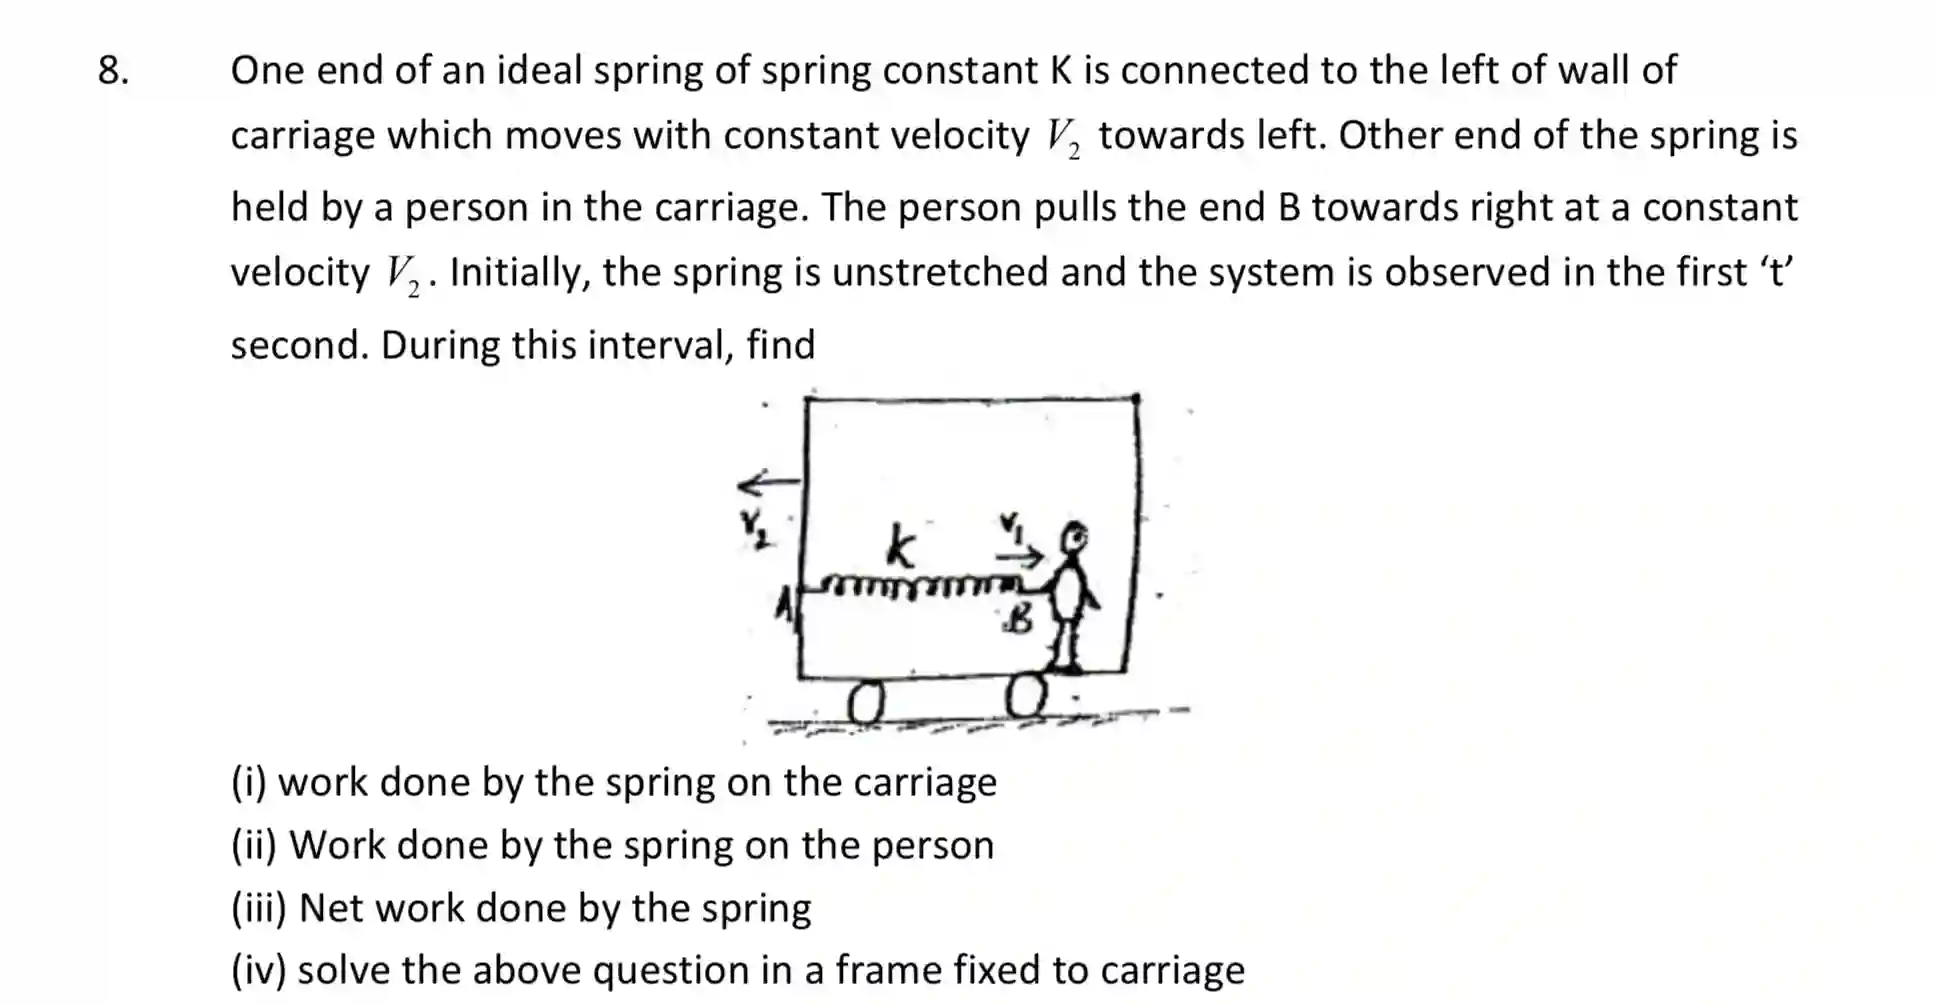 8. One end of an ideal spring of spring constant K is connected to the left of wall of
carriage which moves with constant velocity V₂ towards left. Other end of the spring is
held by a person in the carriage. The person pulls the end B towards right at a constant
velocity V₂. Initially, the spring is unstretched and the system is observed in the first ‘t’
second. During this interval, find
V₂
k
V₁
A
B
(i) work done by the spring on the carriage
(ii) Work done by the spring on the person
(iii) Net work done by the spring
(iv) solve the above question in a frame fixed to carriage